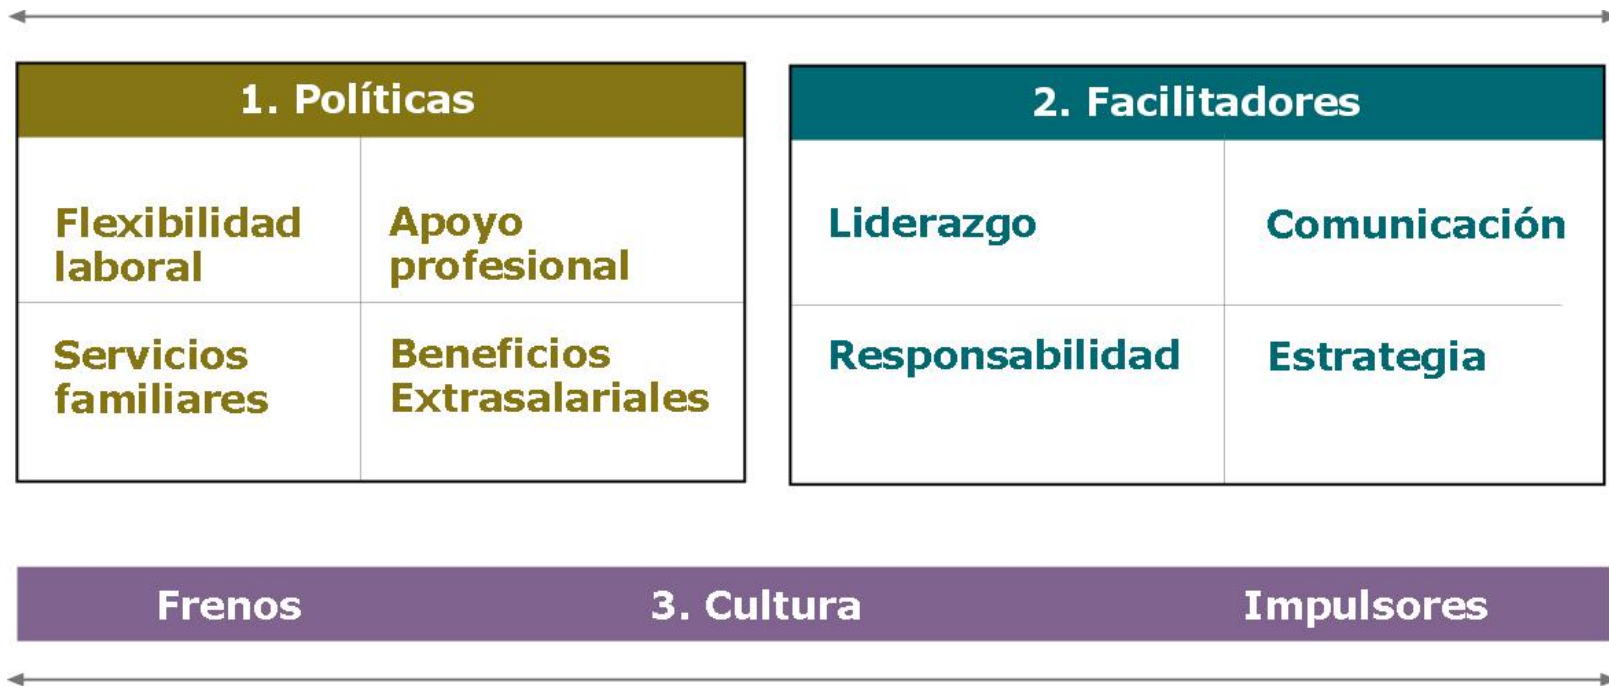 1. Políticas
Flexibilidad
laboral
Apoyo
profesional
Servicios
familiares
Beneficios
Extrasalariales
2. Facilitadores
Liderazgo
Comunicación
Responsabilidad
Estrategia
Frenos
3. Cultura
Impulsores